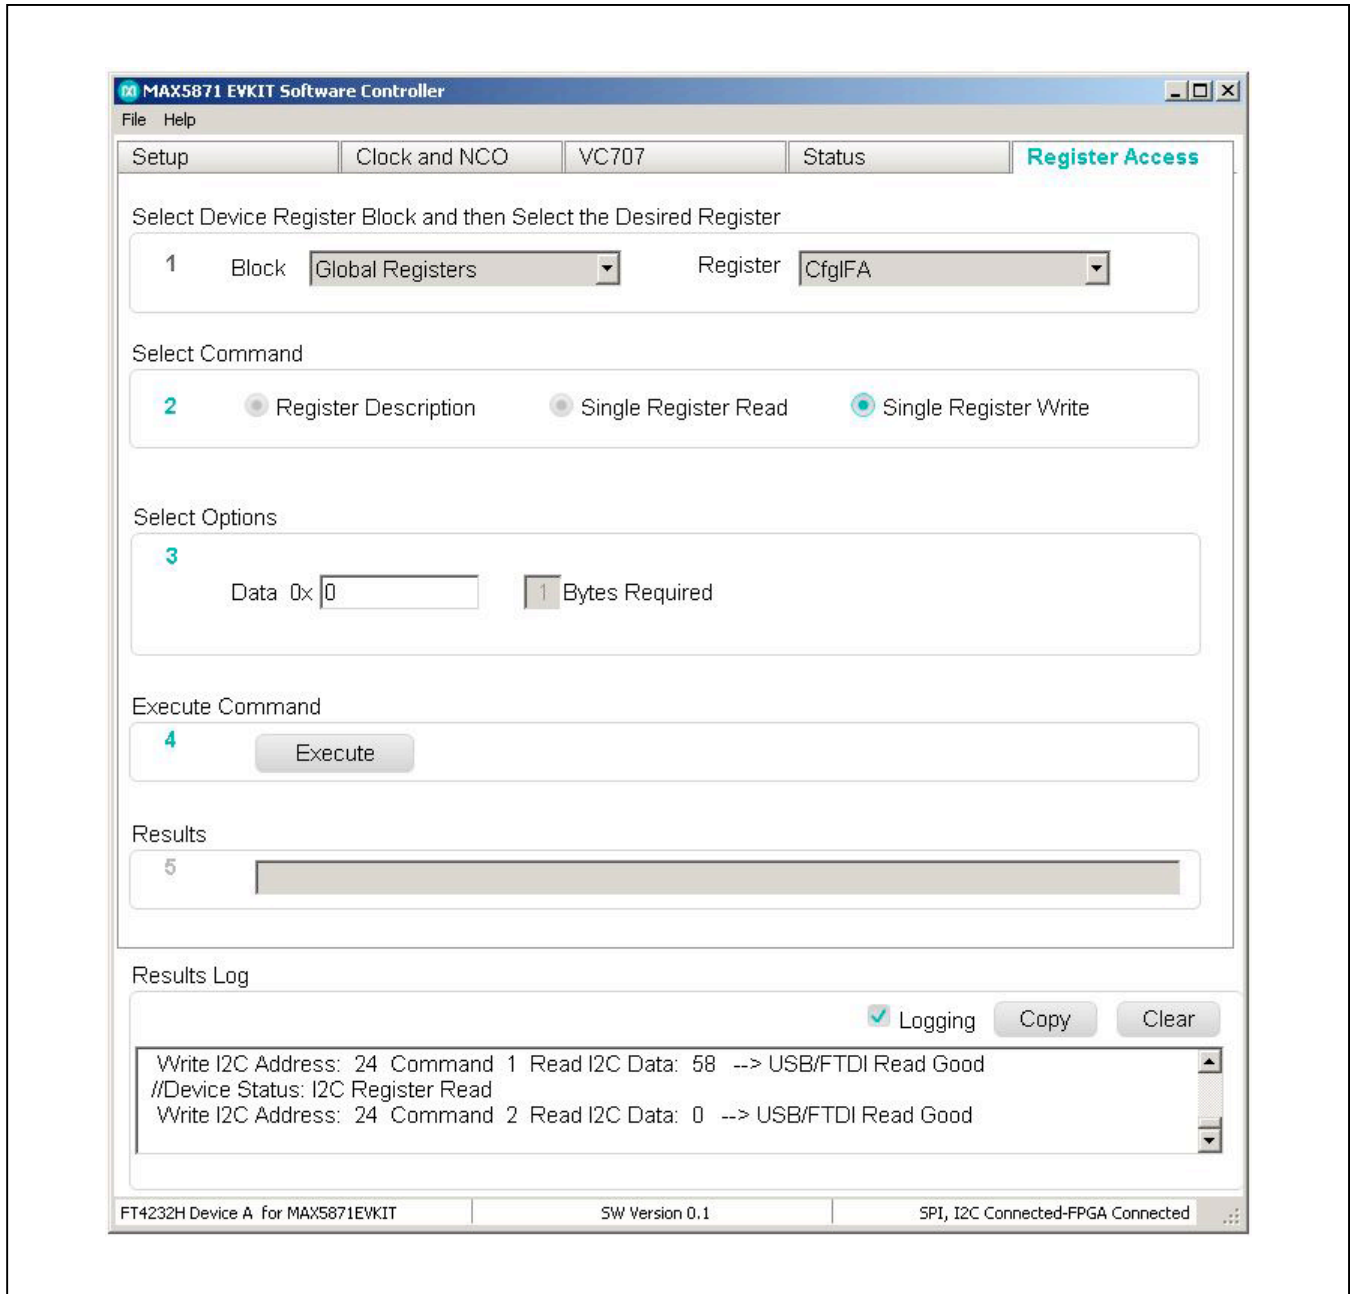 MAX5871 EVKIT Software Controller
File Help
Setup Clock and NCO VC707 Status Register Access
Select Device Register Block and then Select the Desired Register
1 Block Global Registers Register CfgIFA
Select Command
2 Register Description Single Register Read Single Register Write
Select Options
3
Data 0x 0 1 Bytes Required
Execute Command
4 Execute
Results
5
Results Log
Logging Copy Clear
Write I2C Address: 24 Command 1 Read I2C Data: 58 --> USB/FTDI Read Good
//Device Status: I2C Register Read
Write I2C Address: 24 Command 2 Read I2C Data: 0 --> USB/FTDI Read Good
FT4232H Device A for MAX5871EVKIT SW Version 0.1 SPI, I2C Connected-FPGA Connected